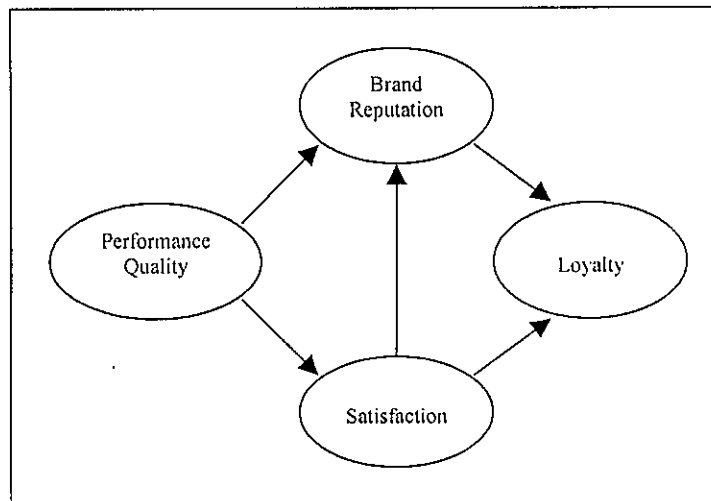 Brand
Reputation
Performance
Quality
Loyalty
Satisfaction